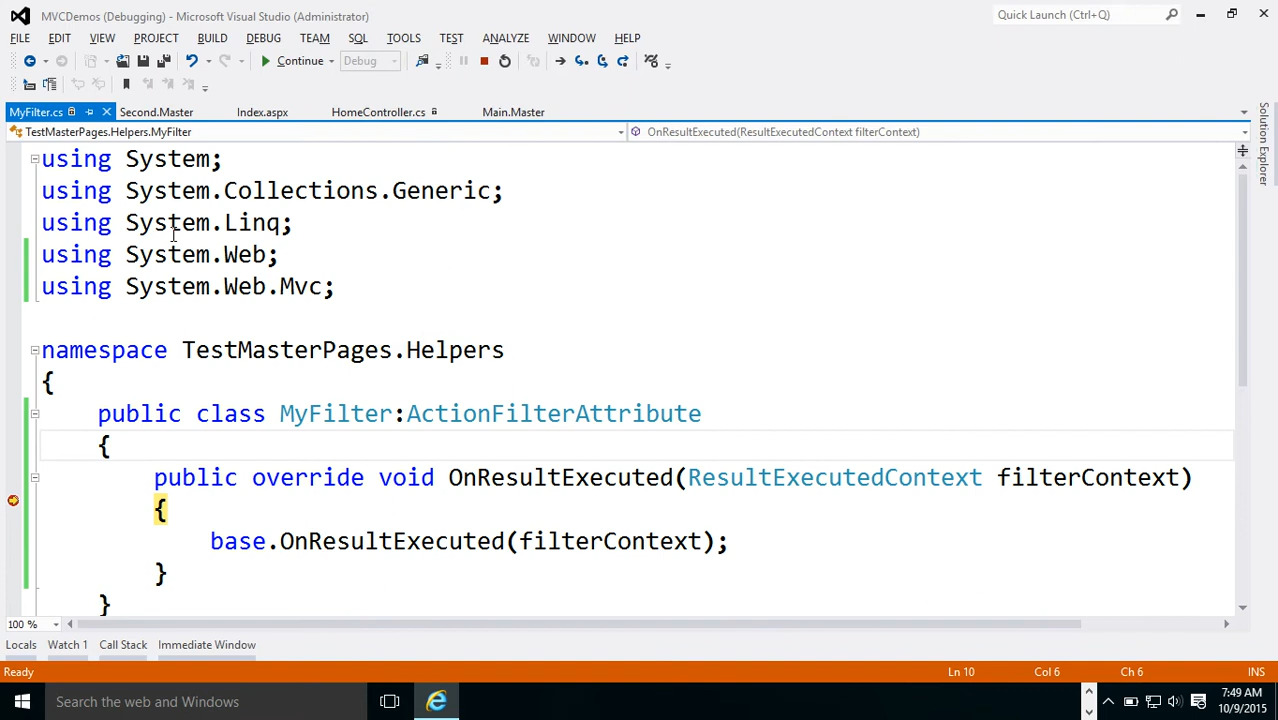 MVCDemos (Debugging) - Microsoft Visual Studio (Administrator)
Quick Launch (Ctrl+Q)
FILE EDIT VIEW PROJECT BUILD DEBUG TEAM SQL TOOLS TEST ANALYZE WINDOW HELP
Continue Debug
MyFilter.cs Second.Master Index.aspx HomeController.cs Main.Master
TestMasterPages.Helpers.MyFilter OnResultExecuted(ResultExecutedContext filterContext)
Solution Explorer
using System;
using System.Collections.Generic;
using System.Linq;
using System.Web;
using System.Web.Mvc;
namespace TestMasterPages.Helpers
{
public class MyFilter:ActionFilterAttribute
{
public override void OnResultExecuted(ResultExecutedContext filterContext)
{
base.OnResultExecuted(filterContext);
}
}
100 %
Locals Watch 1 Call Stack Immediate Window
Ready Ln 10 Col 6 Ch 6 INS
Search the web and Windows
7:49 AM
10/9/2015